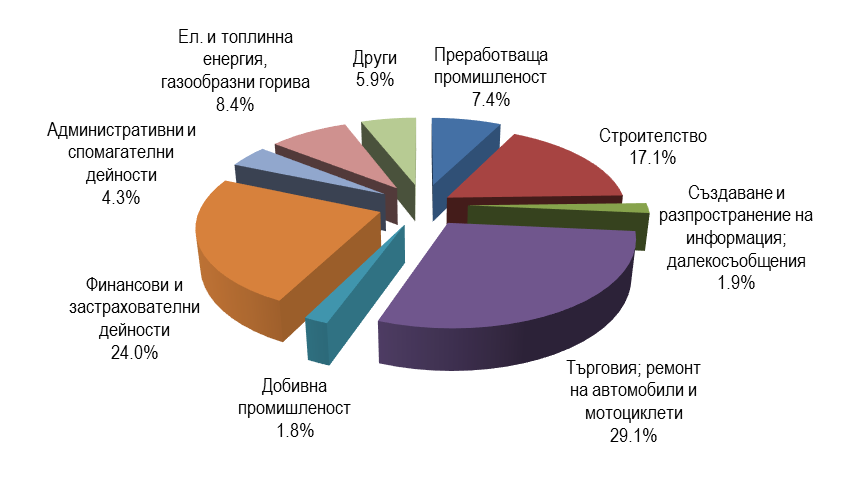 Ел. и топлинна
енергия,
газообразни горива
8.4%
Други
5.9%
Преработваща
промишленост
7.4%
Строителство
17.1%
Създаване и
разпространение на
информация;
далекосъобщения
1.9%
Търговия; ремонт
на автомобили и
мотоциклети
29.1%
Добивна
промишленост
1.8%
Финансови и
застрахователни
дейности
24.0%
Административни и
спомагателни
дейности
4.3%